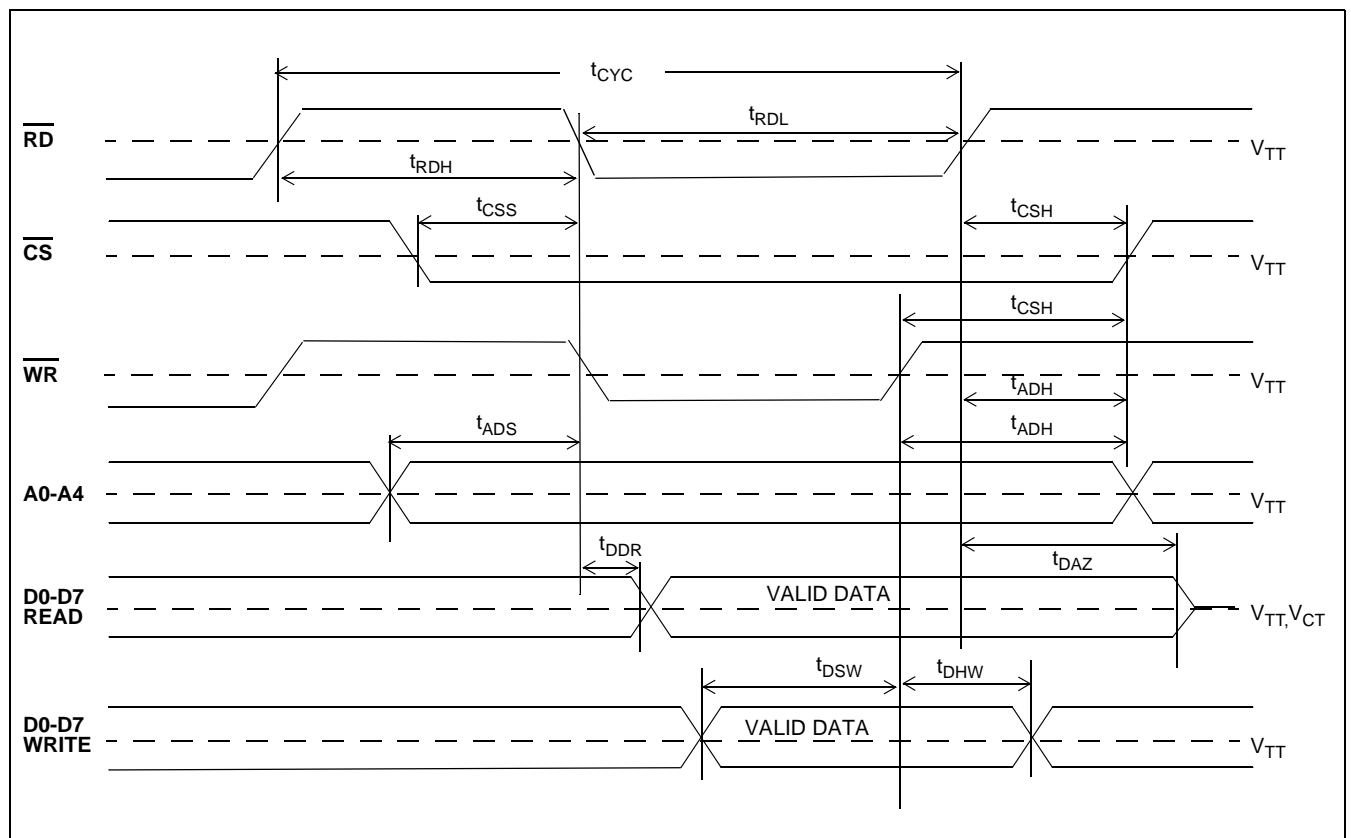 tCYC
tRDL
RD
VTT
tRDH
tCSS
tCSH
CS
VTT
tCSH
WR
VTT
tADH
tADS
tADH
A0-A4
VTT
tDDR
tDAZ
D0-D7
READ
VALID DATA
VTT,VCT
tDSW
tDHW
D0-D7
WRITE
VALID DATA
VTT